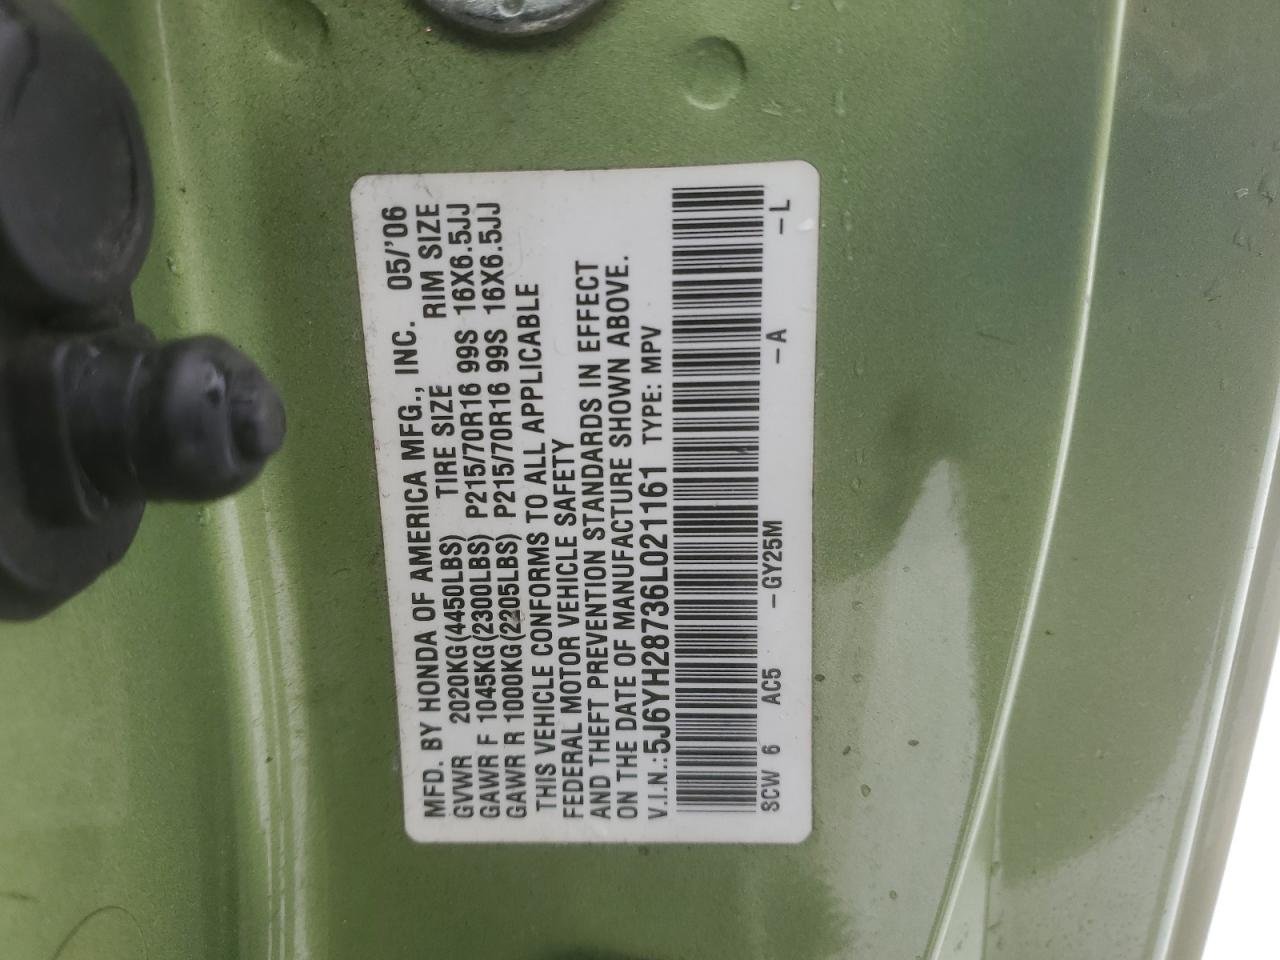 MFD. BY HONDA OF AMERICA MFG., INC. 05/'06
GVWR 2020KG(4450LBS) TIRE SIZE RIM SIZE
GAWR F 1045KG(2300LBS) P215/70R16 99S 16X6.5JJ
GAWR R 1000KG(2205LBS) P215/70R16 99S 16X6.5JJ
THIS VEHICLE CONFORMS TO ALL APPLICABLE
FEDERAL MOTOR VEHICLE SAFETY
AND THEFT PREVENTION STANDARDS IN EFFECT
ON THE DATE OF MANUFACTURE SHOWN ABOVE.
V.I.N.:5J6YH28736L021161 TYPE: MPV
SCW 6 AC5 -GY25M -A -L